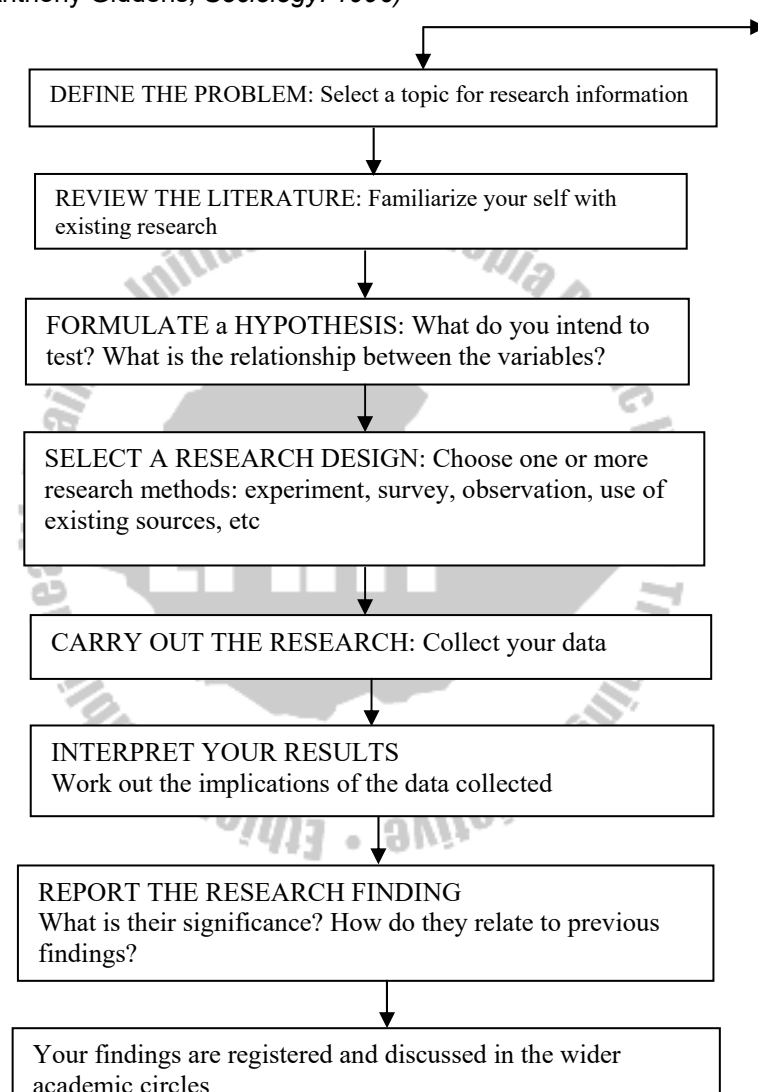 Anthony Giddens, Sociology. 1996)
DEFINE THE PROBLEM: Select a topic for research information
REVIEW THE LITERATURE: Familiarize your self with
existing research
FORMULATE a HYPOTHESIS: What do you intend to
test? What is the relationship between the variables?
SELECT A RESEARCH DESIGN: Choose one or more
research methods: experiment, survey, observation, use of
existing sources, etc
CARRY OUT THE RESEARCH: Collect your data
INTERPRET YOUR RESULTS
Work out the implications of the data collected
REPORT THE RESEARCH FINDING
What is their significance? How do they relate to previous
findings?
Your findings are registered and discussed in the wider
academic circles